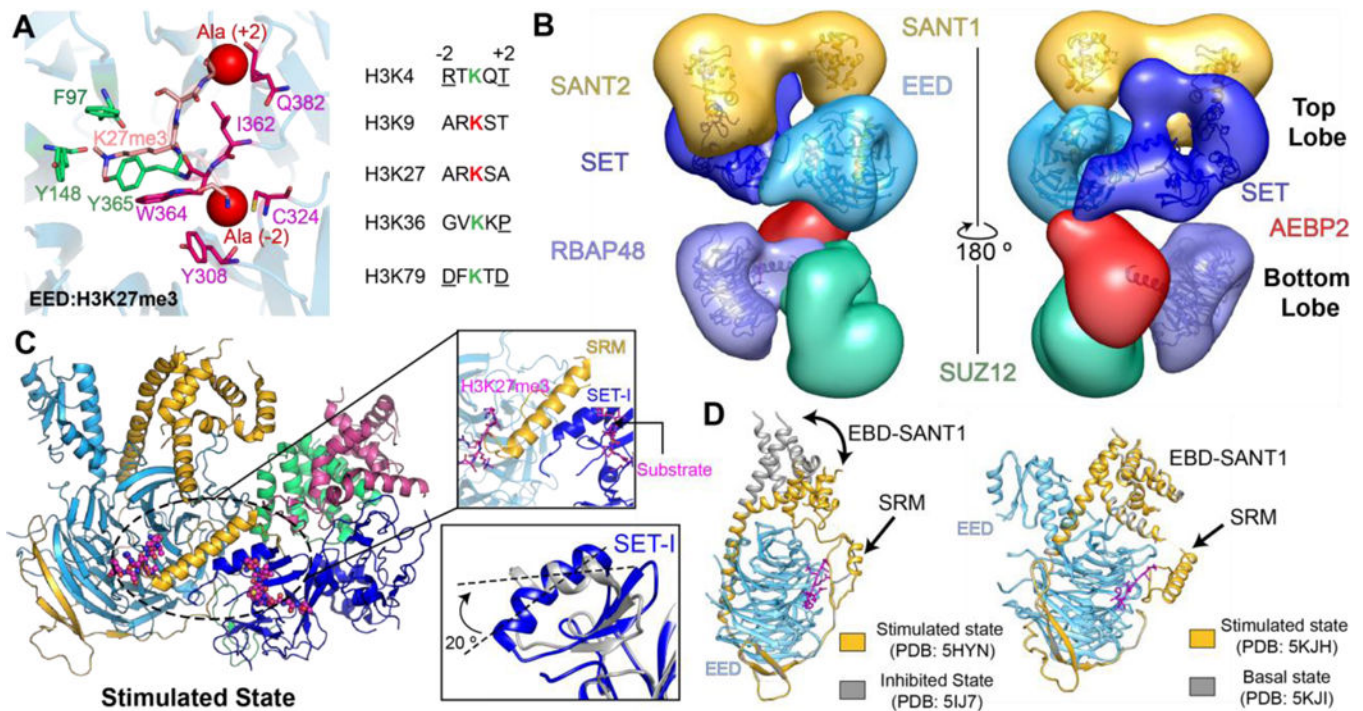 A
Ala (+2)
F97
Q382
I362
K27me3
Y148
Y365
W364
C324
Ala (-2)
Y308
EED:H3K27me3
-2 +2
H3K4 RTKQT
H3K9 ARKST
H3K27 ARKSA
H3K36 GVKKP
H3K79 DFKTD
B
SANT1
SANT2
EED
SET
RBAP48
180 º
SUZ12
Top
Lobe
SET
AEBP2
Bottom
Lobe
C
SRM
H3K27me3
SET-I
Substrate
SET-I
20 º
Stimulated State
D
EBD-SANT1
SRM
EED
Stimulated state
(PDB: 5HYN)
Inhibited State
(PDB: 5IJ7)
EBD-SANT1
EED
SRM
Stimulated state
(PDB: 5KJH)
Basal state
(PDB: 5KJI)